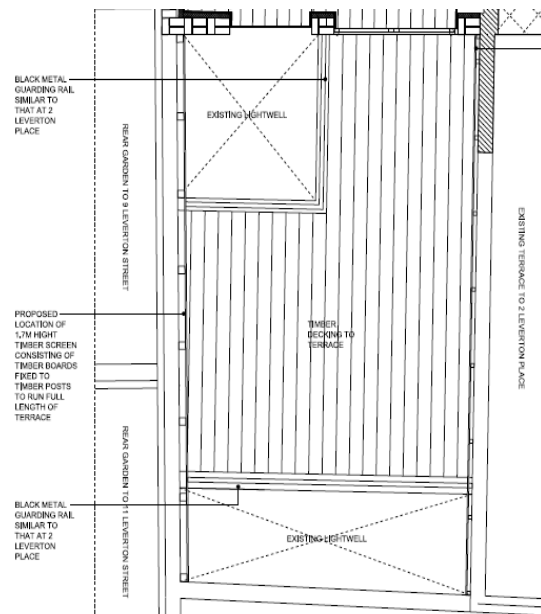 BLACK METAL
GUARDING RAIL
SIMILAR TO
THAT AT 2
LEVERTON
PLACE
EXISTING LIGHTWELL
REAR GARDEN TO 9 LEVERTON STREET
EXISTING TERRACE TO 2 LEVERTON PLACE
PROPOSED
LOCATION OF
1,7M HIGHT
TIMBER SCREEN
CONSISTING OF
TIMBER BOARDS
FIXED TO
TIMBER POSTS
TO RUN FULL
LENGTH OF
TERRACE
TIMBER
DECKING TO
TERRACE
REAR GARDEN TO 11 LEVERTON STREET
BLACK METAL
GUARDING RAIL
SIMILAR TO
THAT AT 2
LEVERTON
PLACE
EXISTING LIGHTWELL